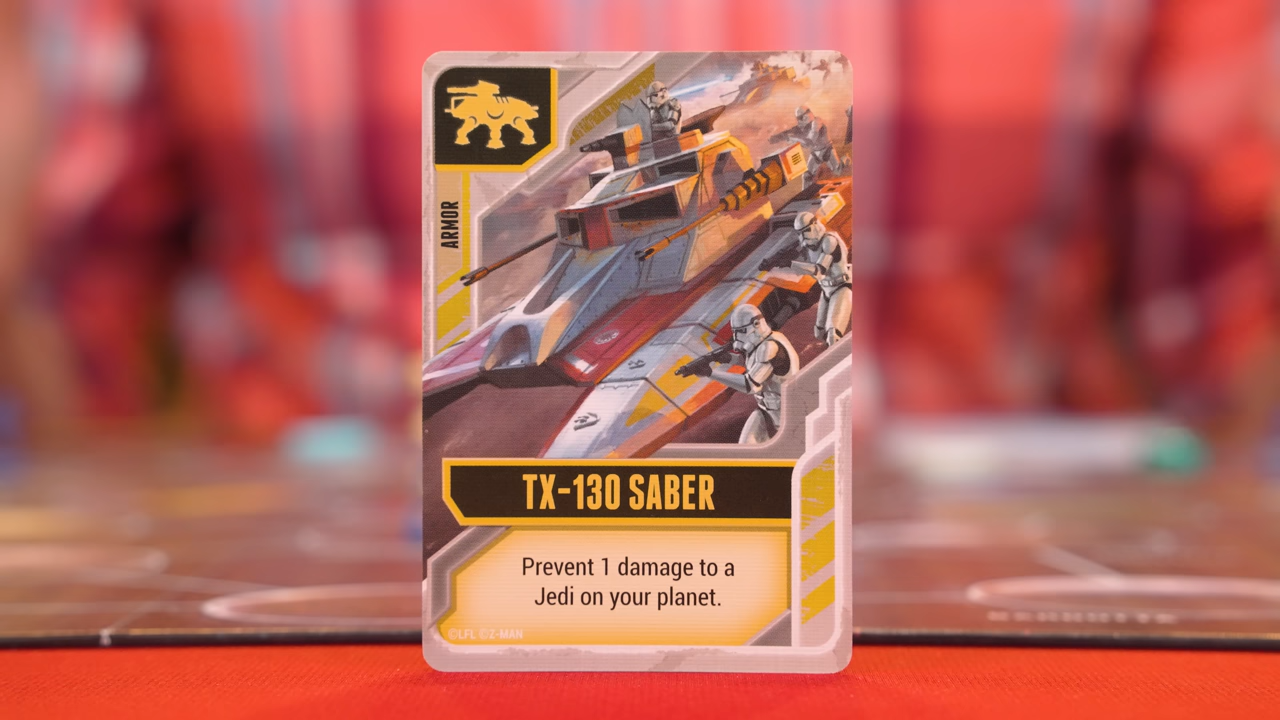 ARMOR
TX-130 SABER
Prevent 1 damage to a
Jedi on your planet.
©LFL ©Z-MAN